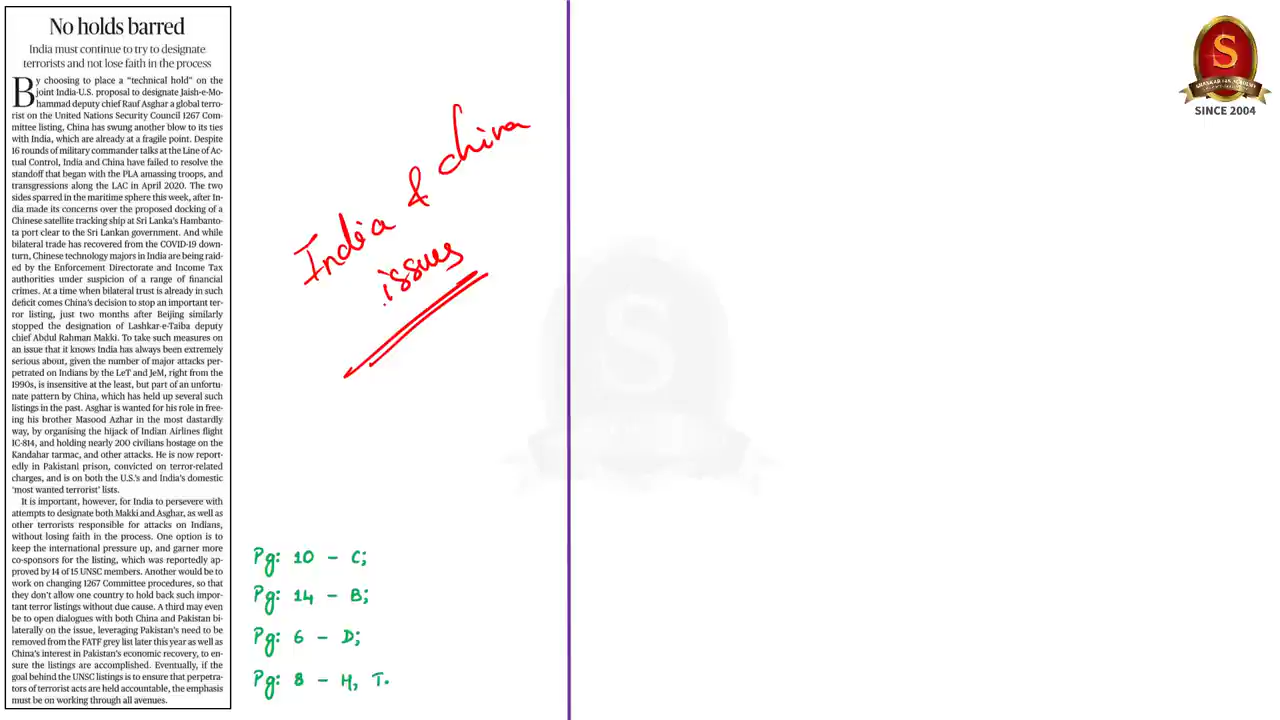 No holds barred
India must continue to try to designate
terrorists and not lose faith in the process
By choosing to place a “technical hold” on the
joint India-U.S. proposal to designate Jaish-e-Mo-
hammad deputy chief Rauf Asghar a global terro-
rist on the United Nations Security Council 1267 Com-
mittee listing, China has swung another blow to its ties
with India, which are already at a fragile point. Despite
16 rounds of military commander talks at the Line of Ac-
tual Control, India and China have failed to resolve the
standoff that began with the PLA amassing troops, and
transgressions along the LAC in April 2020. The two
sides sparred in the maritime sphere this week, after In-
dia made its concerns over the proposed docking of a
Chinese satellite tracking ship at Sri Lanka's Hambanto-
ta port clear to the Sri Lankan government. And while
bilateral trade has recovered from the COVID-19 down-
turn, Chinese technology majors in India are being raid-
ed by the Enforcement Directorate and Income Tax
authorities under suspicion of a range of financial
crimes. At a time when bilateral trust is already in such
deficit comes China's decision to stop an important ter-
ror listing, just two months after Beijing similarly
stopped the designation of Lashkar-e-Taiba deputy
chief Abdul Rahman Makki. To take such measures on
an issue that it knows India has always been extremely
serious about, given the number of major attacks per-
petrated on Indians by the LeT and JeM, right from the
1990s, is insensitive at the least, but part of an unfortu-
nate pattern by China, which has held up several such
listings in the past. Asghar is wanted for his role in free-
ing his brother Masood Azhar in the most dastardly
way, by organising the hijack of Indian Airlines flight
IC-814, and holding nearly 200 civilians hostage on the
Kandahar tarmac, and other attacks. He is now report-
edly in Pakistani prison, convicted on terror-related
charges, and is on both the U.S.'s and India's domestic
‘most wanted terrorist’ lists.
It is important, however, for India to persevere with
attempts to designate both Makki and Asghar, as well as
other terrorists responsible for attacks on Indians,
without losing faith in the process. One option is to
keep the international pressure up, and garner more
co-sponsors for the listing, which was reportedly ap-
proved by 14 of 15 UNSC members. Another would be to
work on changing 1267 Committee procedures, so that
they don't allow one country to hold back such impor-
tant terror listings without due cause. A third may even
be to open dialogues with both China and Pakistan bi-
laterally on the issue, leveraging Pakistan's need to be
removed from the FATF grey list later this year as well as
China's interest in Pakistan's economic recovery, to en-
sure the listings are accomplished. Eventually, if the
goal behind the UNSC listings is to ensure that perpetra-
tors of terrorist acts are held accountable, the emphasis
must be on working through all avenues.
India & China
issues
Pg: 10 - C;
Pg: 14 - B;
Pg: 6 - D;
Pg: 8 - H, T.
S
SHANKAR IAS ACADEMY
SINCE 2004
S